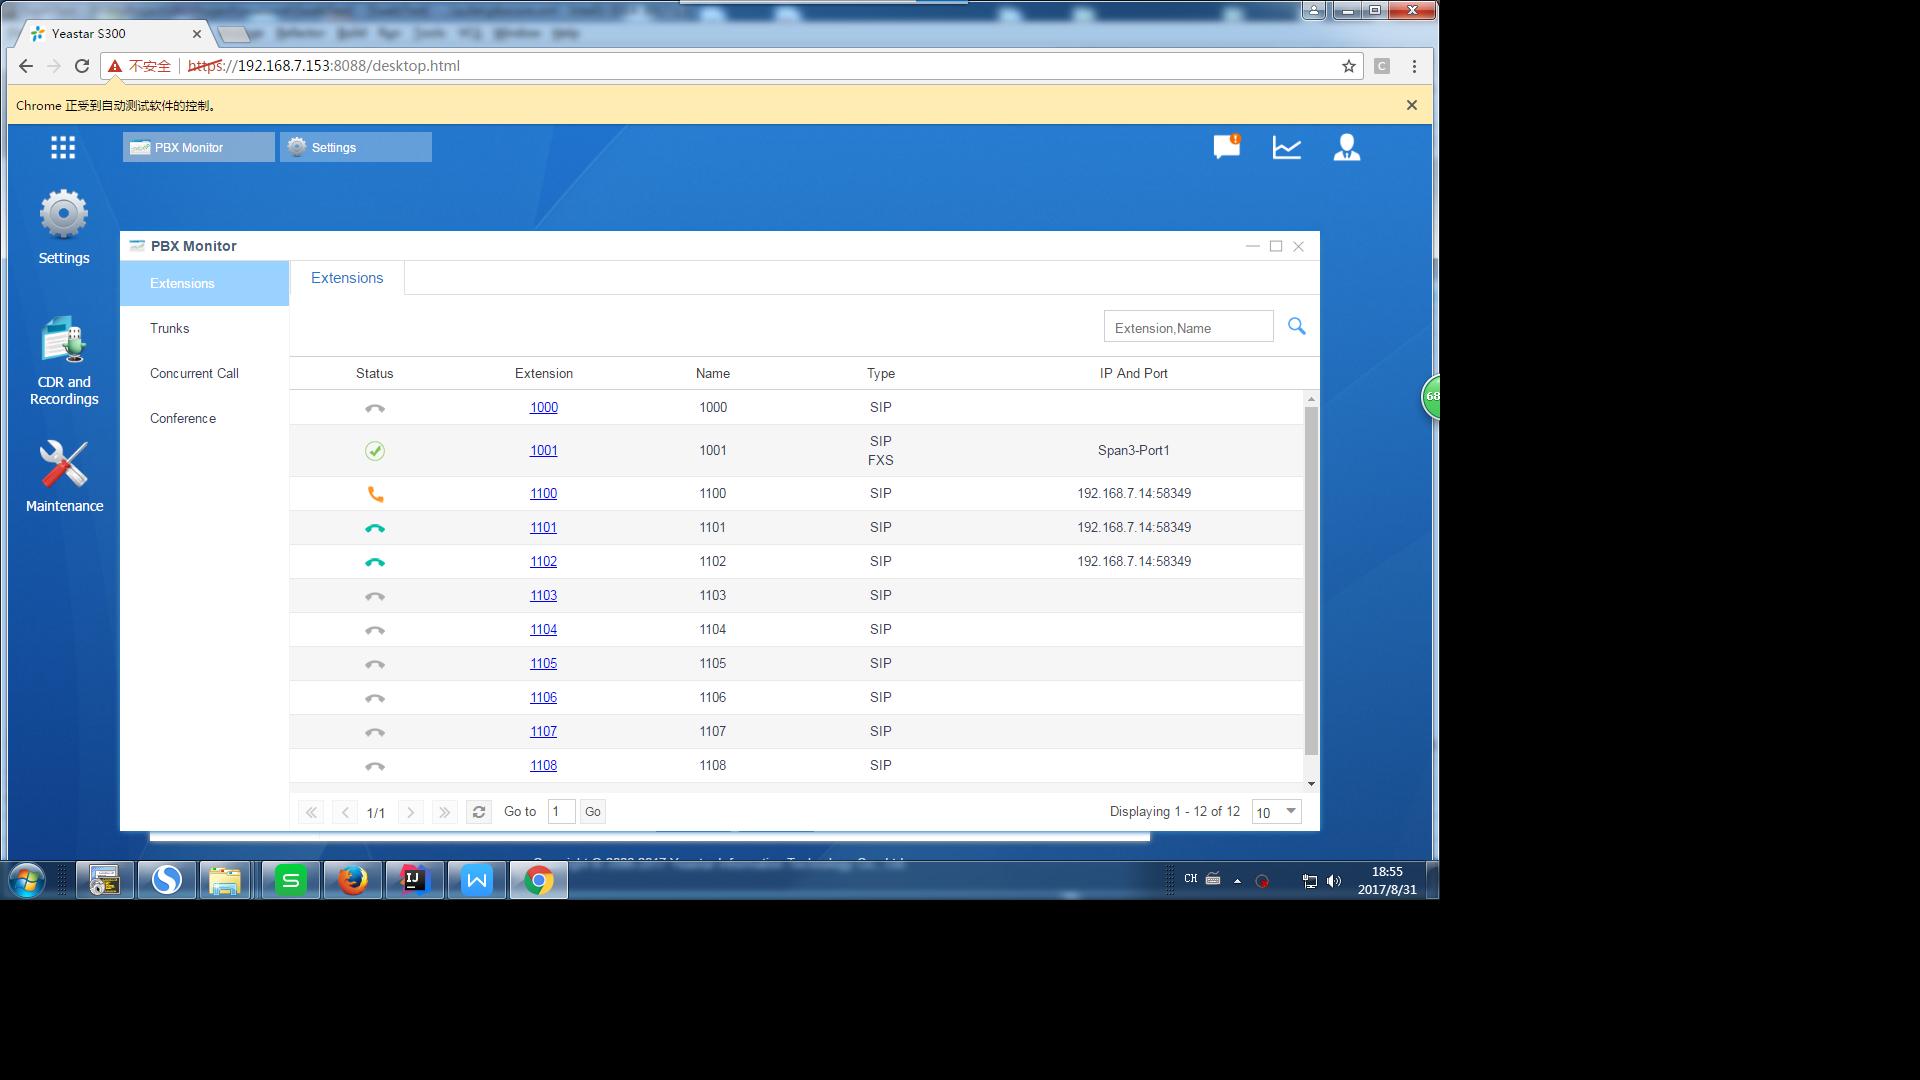 Yeastar S300
不安全 https://192.168.7.153:8088/desktop.html
C
Chrome 正受到自动测试软件的控制。
PBX Monitor
Settings
Settings
CDR and
Recordings
Maintenance
PBX Monitor
Extensions
Trunks
Concurrent Call
Conference
Extensions
Extension,Name
Status Extension Name Type IP And Port
1000 1000 SIP
1001 1001 SIP FXS Span3-Port1
1100 1100 SIP 192.168.7.14:58349
1101 1101 SIP 192.168.7.14:58349
1102 1102 SIP 192.168.7.14:58349
1103 1103 SIP
1104 1104 SIP
1105 1105 SIP
1106 1106 SIP
1107 1107 SIP
1108 1108 SIP
1/1 Go to 1 Go Displaying 1 - 12 of 12 10
68
CH
18:55
2017/8/31